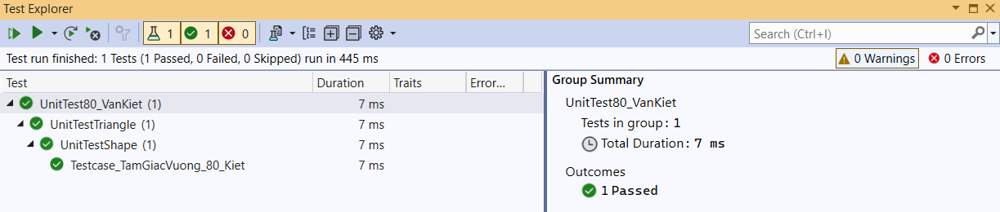 Test Explorer
1 1 0
Search (Ctrl+I)
Test run finished: 1 Tests (1 Passed, 0 Failed, 0 Skipped) run in 445 ms
0 Warnings
0 Errors
Test Duration Traits Error...
UnitTest80_VanKiet (1) 7 ms
UnitTestTriangle (1) 7 ms
UnitTestShape (1) 7 ms
Testcase_TamGiacVuong_80_Kiet 7 ms
Group Summary
UnitTest80_VanKiet
Tests in group: 1
Total Duration: 7 ms
Outcomes
1 Passed